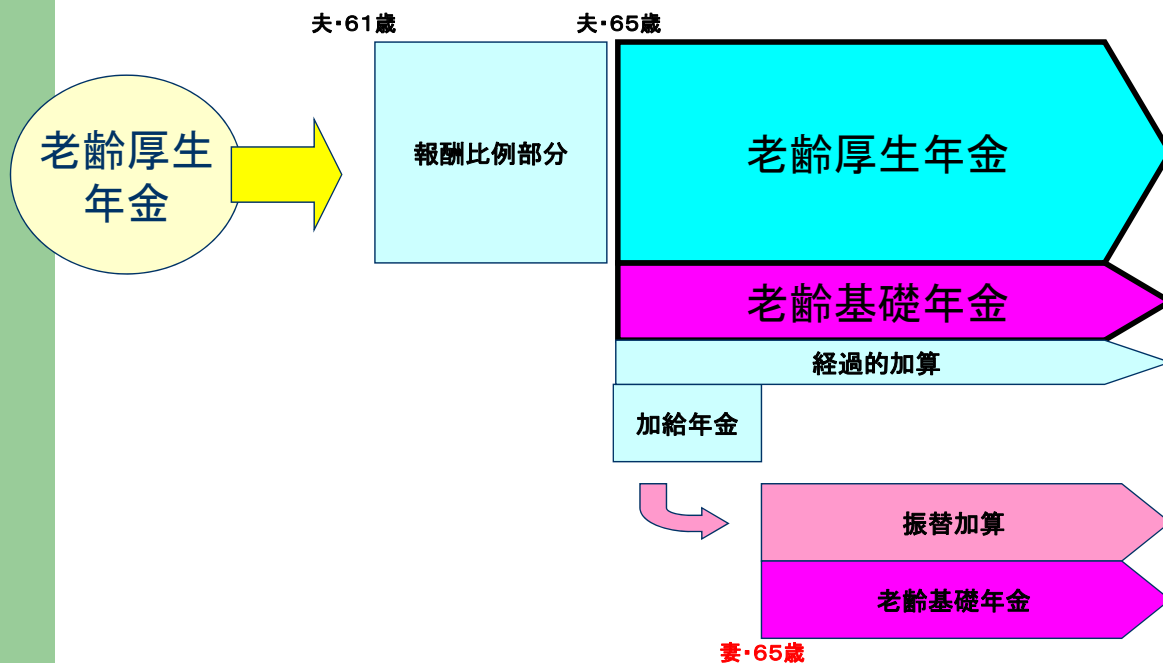 夫・61歳
夫・65歳
老齢厚生
年金
報酬比例部分
老齢厚生年金
老齢基礎年金
経過的加算
加給年金
振替加算
老齢基礎年金
妻・65歳